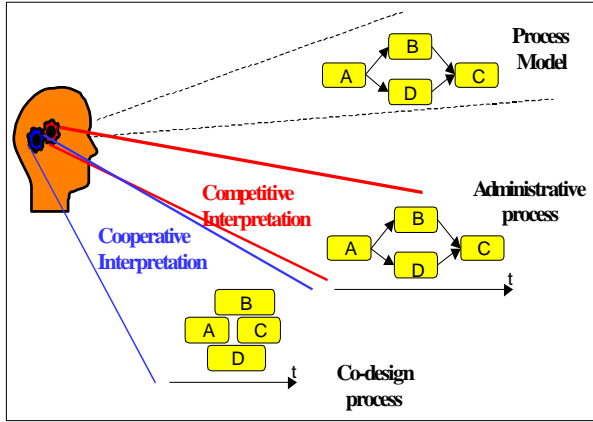 B
Process
Model
A
C
D
Competitive
Interpretation
Administrative
process
B
A
C
D
t
Cooperative
Interpretation
B
A
C
D
t
Co-design
process